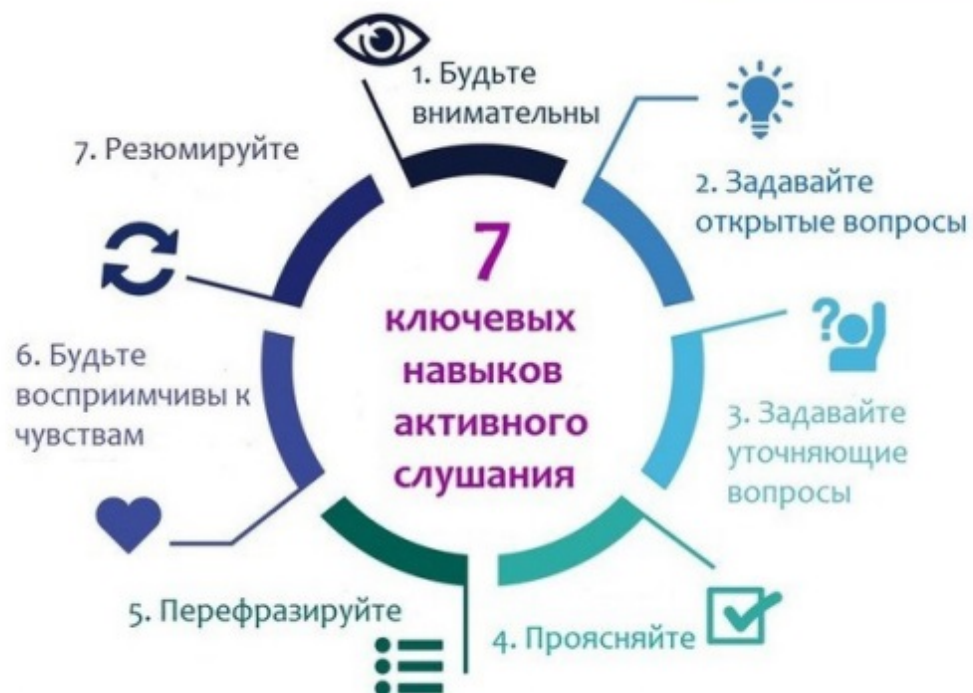 7
ключевых
навыков
активного
слушания
1. Будьте
внимательны
2. Задавайте
открытые вопросы
3. Задавайте
уточняющие
вопросы
4. Проясняйте
5. Перефразируйте
6. Будьте
восприимчивы к
чувствам
7. Резюмируйте